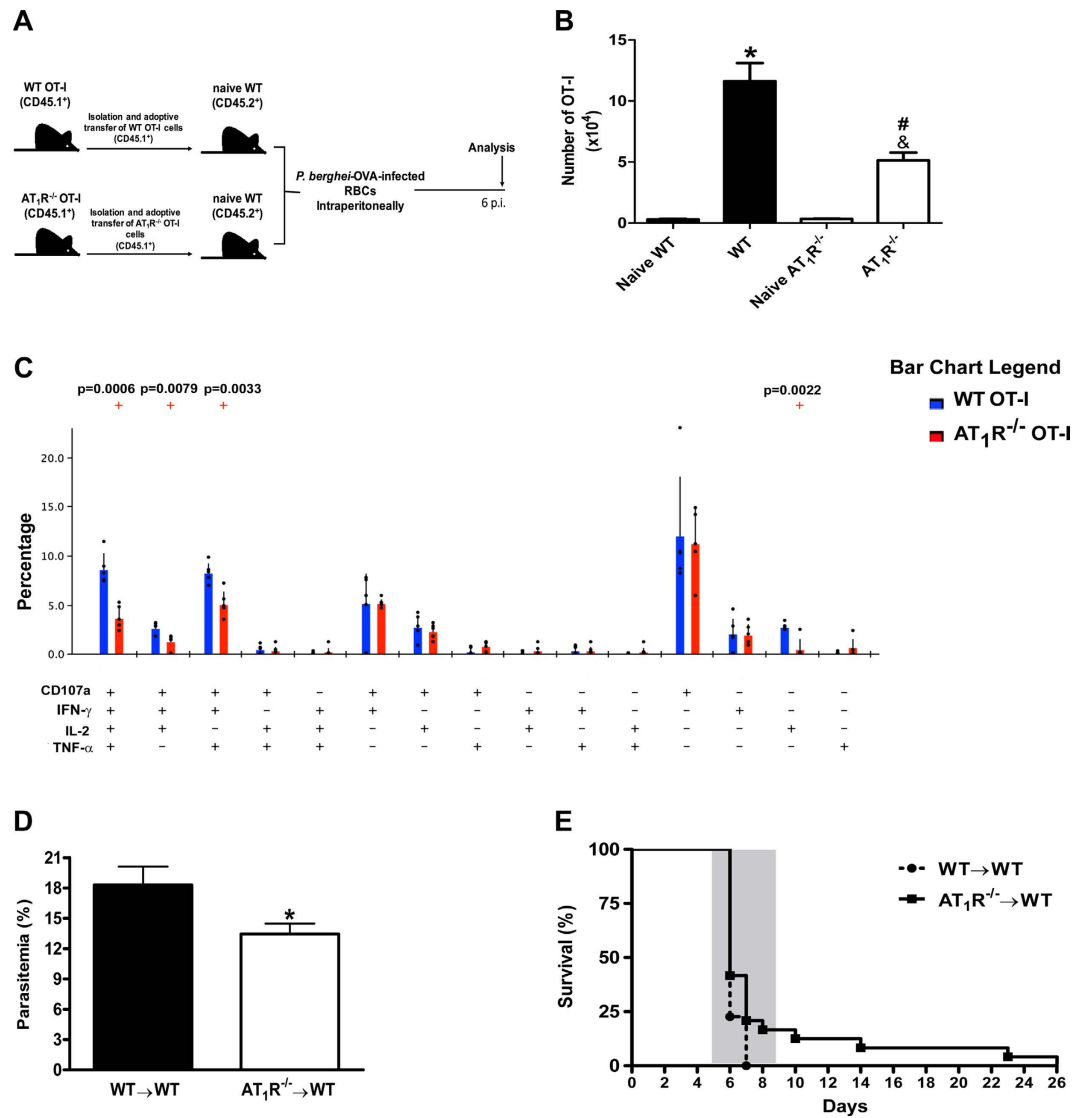 A
WT OT-I
(CD45.1⁺)
Isolation and adoptive
transfer of WT OT-I cells
(CD45.1⁺)
naive WT
(CD45.2⁺)
AT₁R⁻/⁻ OT-I
(CD45.1⁺)
Isolation and adoptive
transfer of AT₁R⁻/⁻ OT-I
cells
(CD45.1⁺)
naive WT
(CD45.2⁺)
P. berghei-OVA-infected
RBCs
Intraperitoneally
Analysis
6 p.i.
B
Number of OT-I
(x10⁴)
15
10
5
0
*
#
&
Naive WT
WT
Naive AT₁R⁻/⁻
AT₁R⁻/⁻
C
p=0.0006 p=0.0079 p=0.0033 p=0.0022
+ + + +
Bar Chart Legend
WT OT-I
AT₁R⁻/⁻ OT-I
Percentage
20.0
15.0
10.0
5.0
0.0
CD107a + + + + − + + + − − − + − − −
IFN-γ + + + − + + − − + + − − + − −
IL-2 + + − + + − + − + − + − − + −
TNF-α + − + + + − − + − + + − − − +
D
Parasitemia (%)
21
18
15
12
9
6
3
0
*
WT→WT
AT₁R⁻/⁻→WT
E
Survival (%)
100
75
50
25
0
WT→WT
AT₁R⁻/⁻→WT
0 2 4 6 8 10 12 14 16 18 20 22 24 26
Days